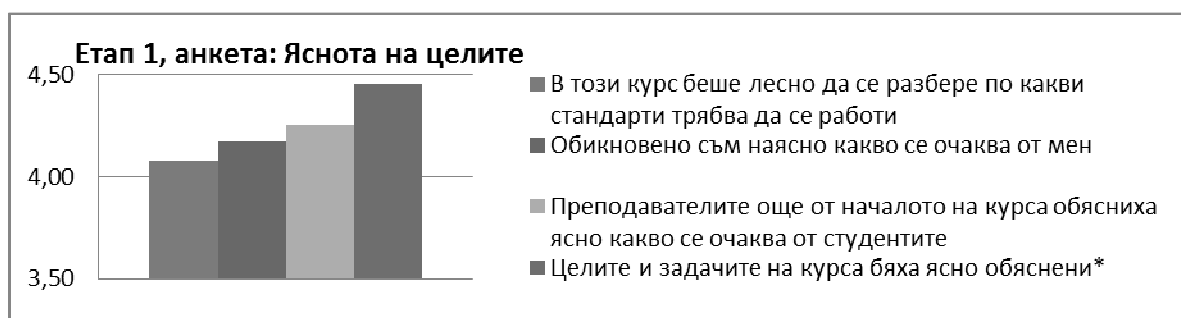 Етап 1, анкета: Яснота на целите
4,50
4,00
3,50
В този курс беше лесно да се разбере по какви
стандарти трябва да се работи
Обикновено съм наясно какво се очаква от мен
Преподавателите още от началото на курса обясниха
ясно какво се очаква от студентите
Целите и задачите на курса бяха ясно обяснени*